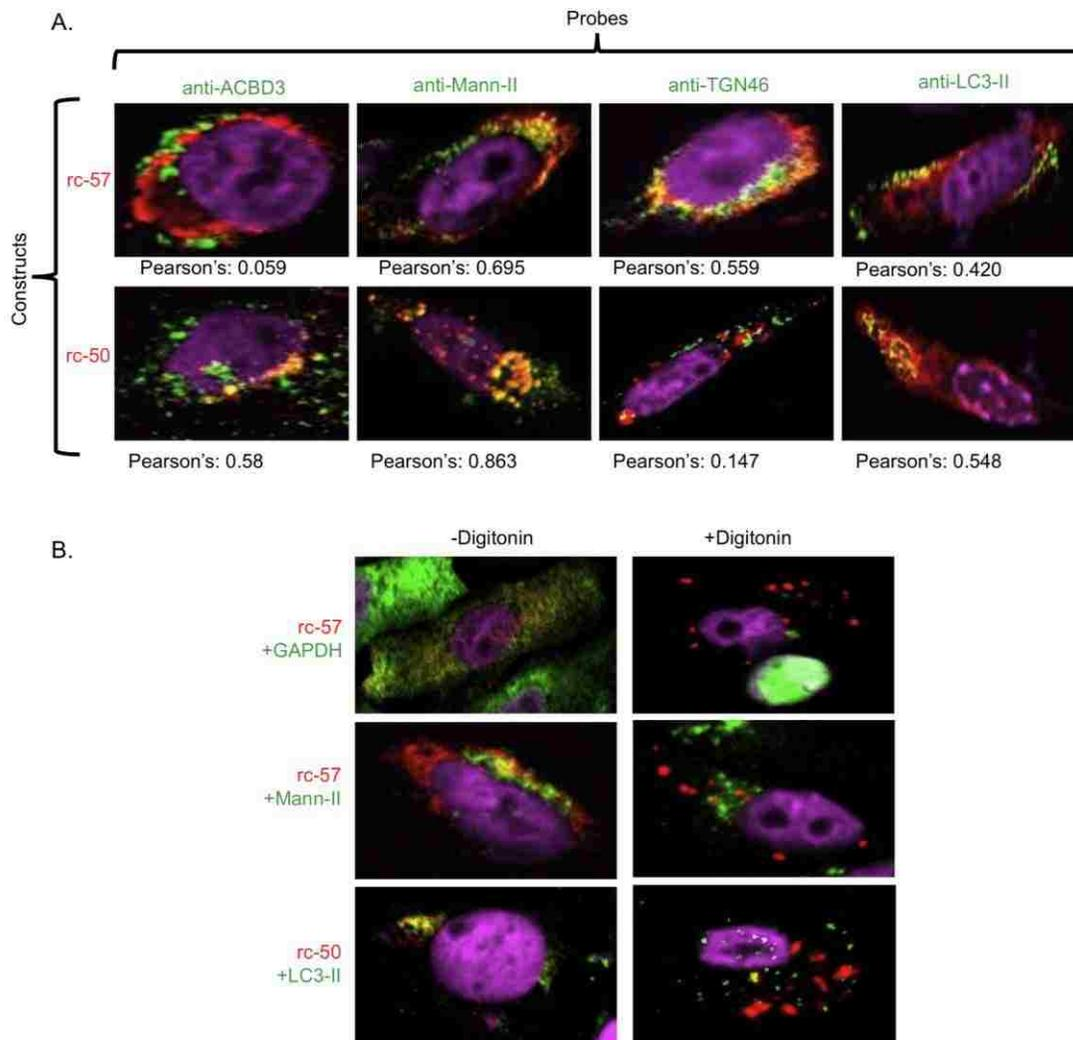 A.
Probes
anti-ACBD3 anti-Mann-II anti-TGN46 anti-LC3-II
Constructs
rc-57
Pearson's: 0.059 Pearson's: 0.695 Pearson's: 0.559 Pearson's: 0.420
rc-50
Pearson's: 0.58 Pearson's: 0.863 Pearson's: 0.147 Pearson's: 0.548
B.
-Digitonin +Digitonin
rc-57
+GAPDH
rc-57
+Mann-II
rc-50
+LC3-II